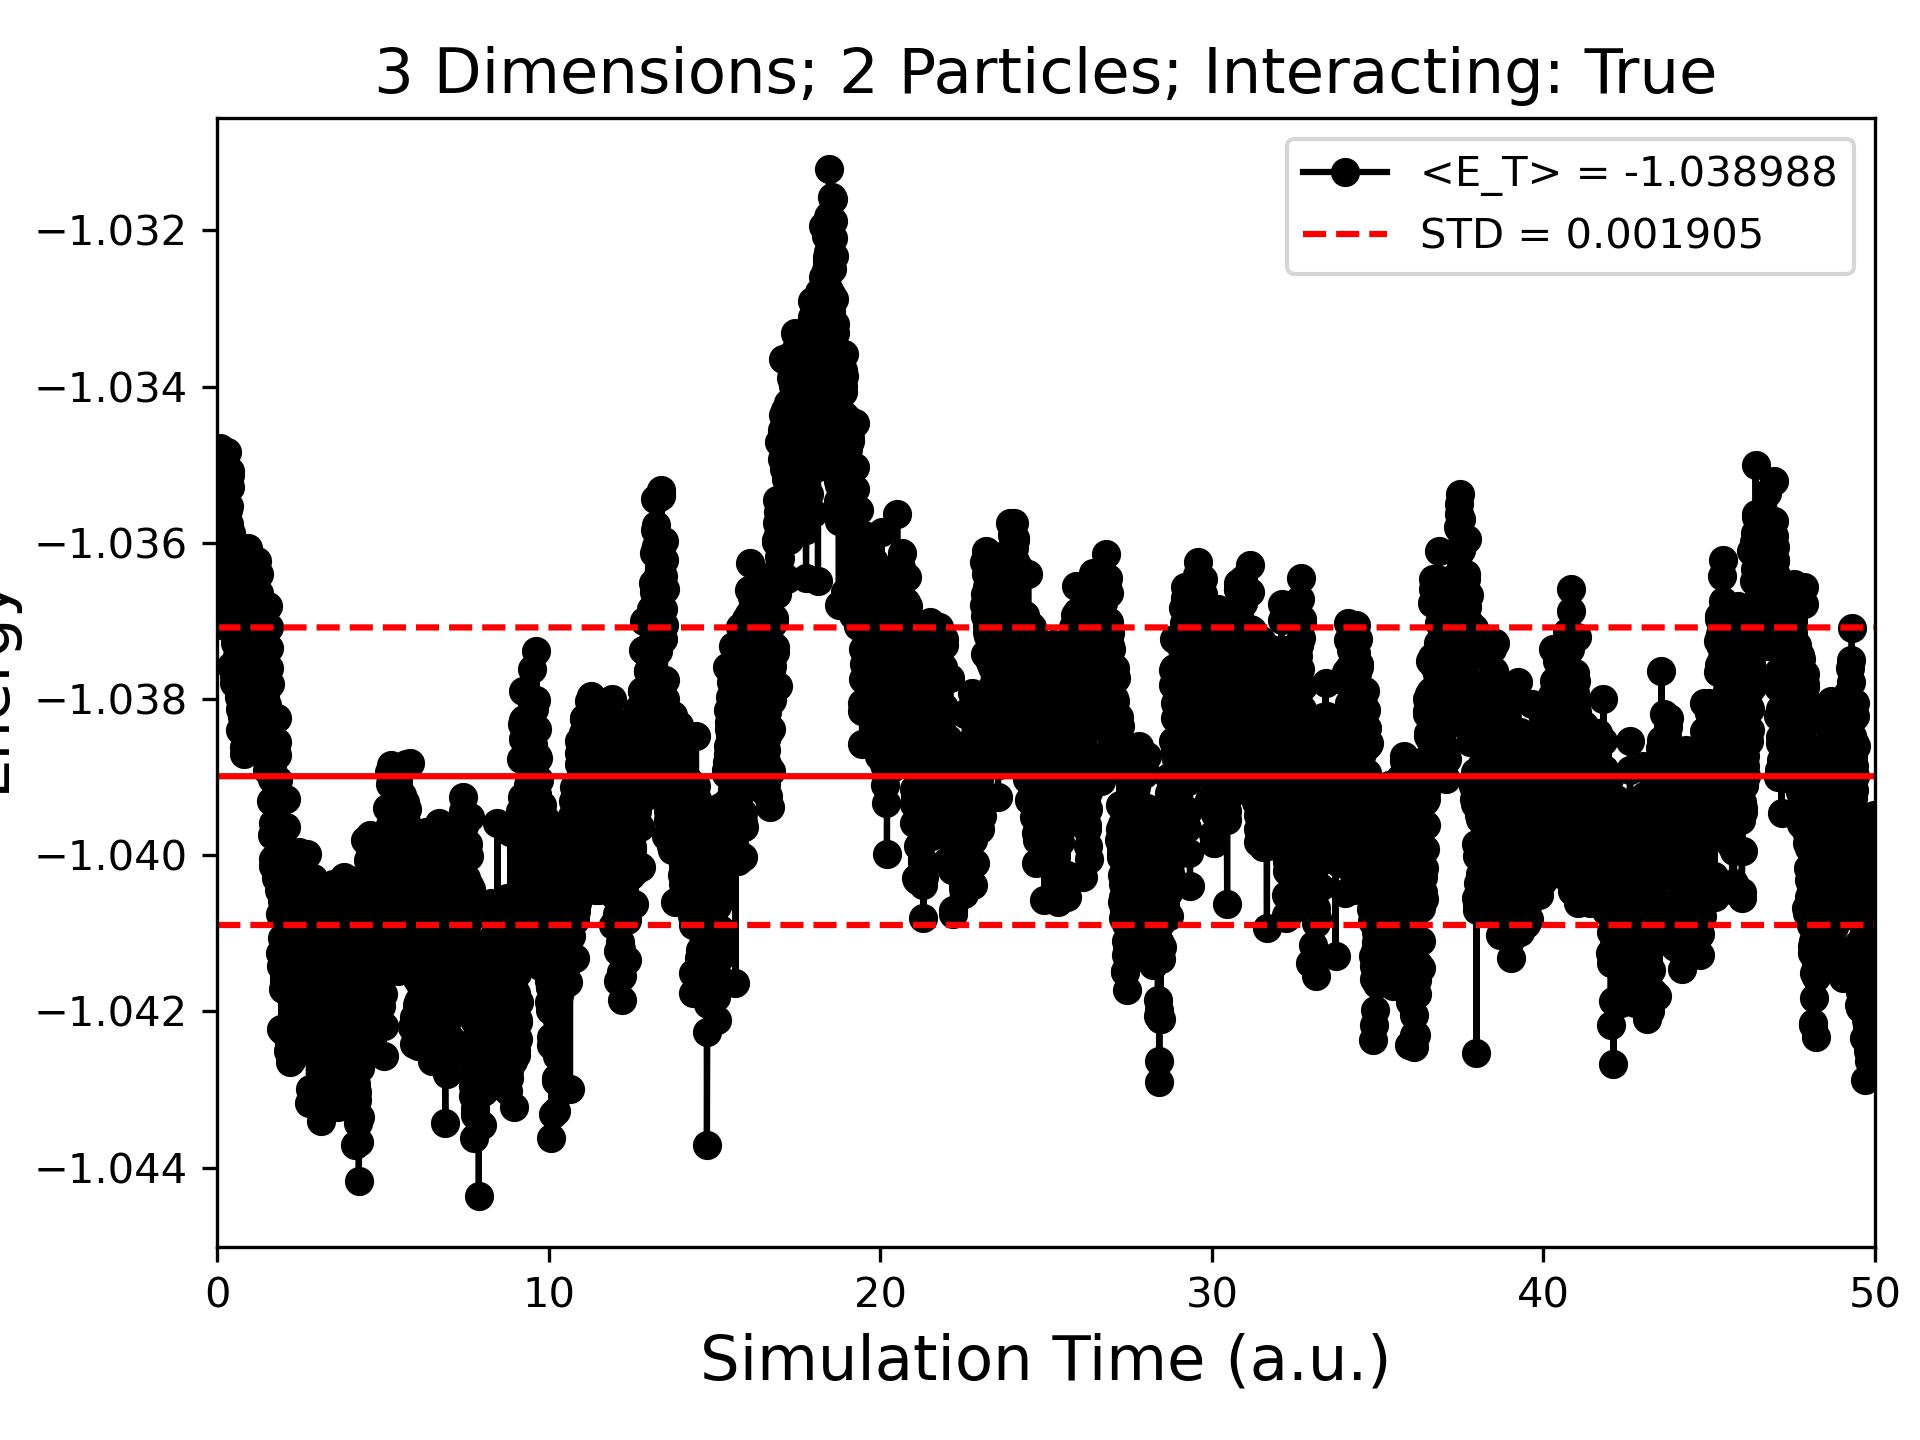 3 Dimensions; 2 Particles; Interacting: True
<E_T> = -1.038988
STD = 0.001905
−1.032
−1.034
−1.036
−1.038
−1.040
−1.042
−1.044
Energy
0 10 20 30 40 50
Simulation Time (a.u.)